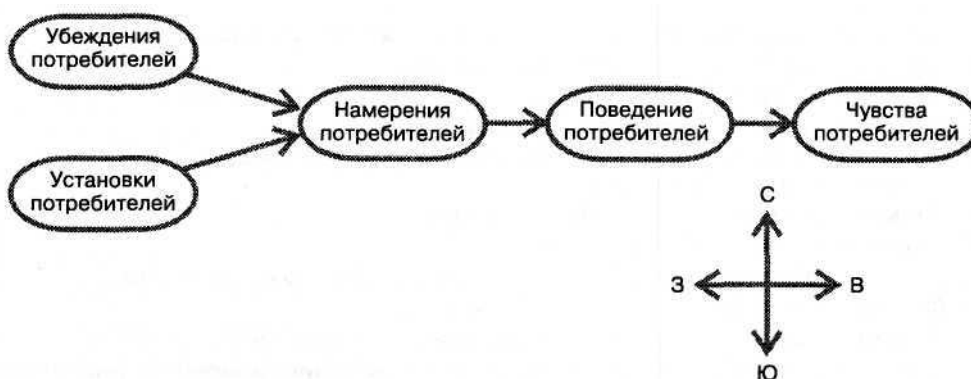 Убеждения
потребителей
Установки
потребителей
Намерения
потребителей
Поведение
потребителей
Чувства
потребителей
С
З
В
Ю